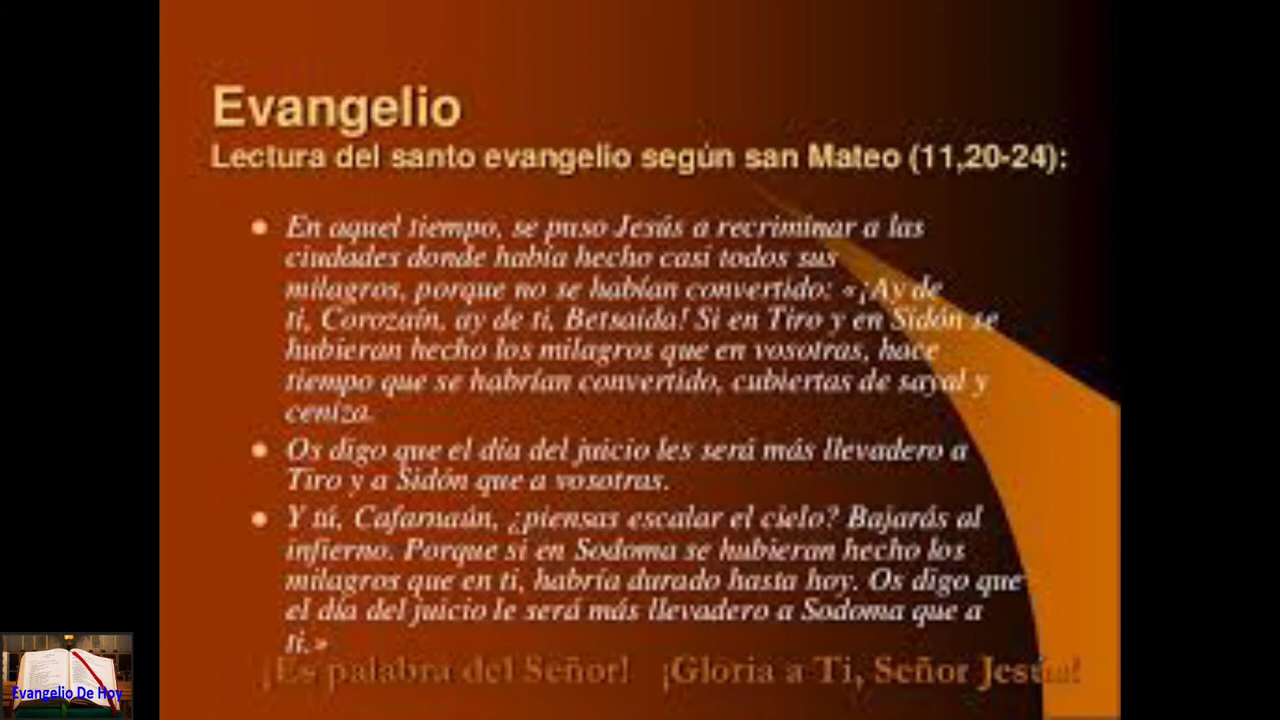 Evangelio
Lectura del santo evangelio según san Mateo (11,20-24):
En aquel tiempo, se puso Jesús a recriminar a las
ciudades donde había hecho casi todos sus
milagros, porque no se habían convertido: «¡Ay de
ti, Corozaín, ay de ti, Betsaida! Si en Tiro y en Sidón se
hubieran hecho los milagros que en vosotras, hace
tiempo que se habrían convertido, cubiertas de sayal y
ceniza.
Os digo que el día del juicio les será más llevadero a
Tiro y a Sidón que a vosotras.
Y tú, Cafarnaún, ¿piensas escalar el cielo? Bajarás al
infierno. Porque si en Sodoma se hubieran hecho los
milagros que en ti, habría durado hasta hoy. Os digo que
el día del juicio le será más llevadero a Sodoma que a
ti.»
¡Es palabra del Señor! ¡Gloria a Ti, Señor Jesús!
Evangelio De Hoy